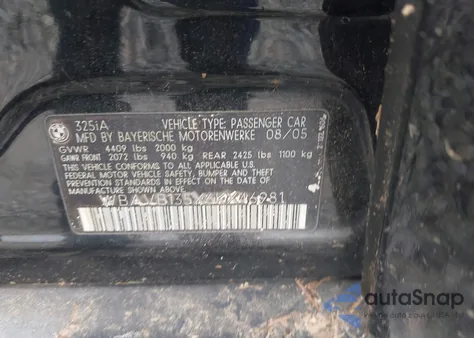 325iA VEHICLE TYPE: PASSENGER CAR
MFD BY BAYERISCHE MOTORENWERKE 08/05
GVWR 4409 lbs 2000 kg
GAWR FRONT 2072 lbs 940 kg REAR 2425 lbs 1100 kg
THIS VEHICLE CONFORMS TO ALL APPLICABLE
FEDERAL MOTOR VEHICLE SAFETY, BUMPER AND THEFT
PREVENTION STANDARDS IN EFFECT ON THE DATE OF
MANUFACTURE SHOWN ABOVE.
autoSnap